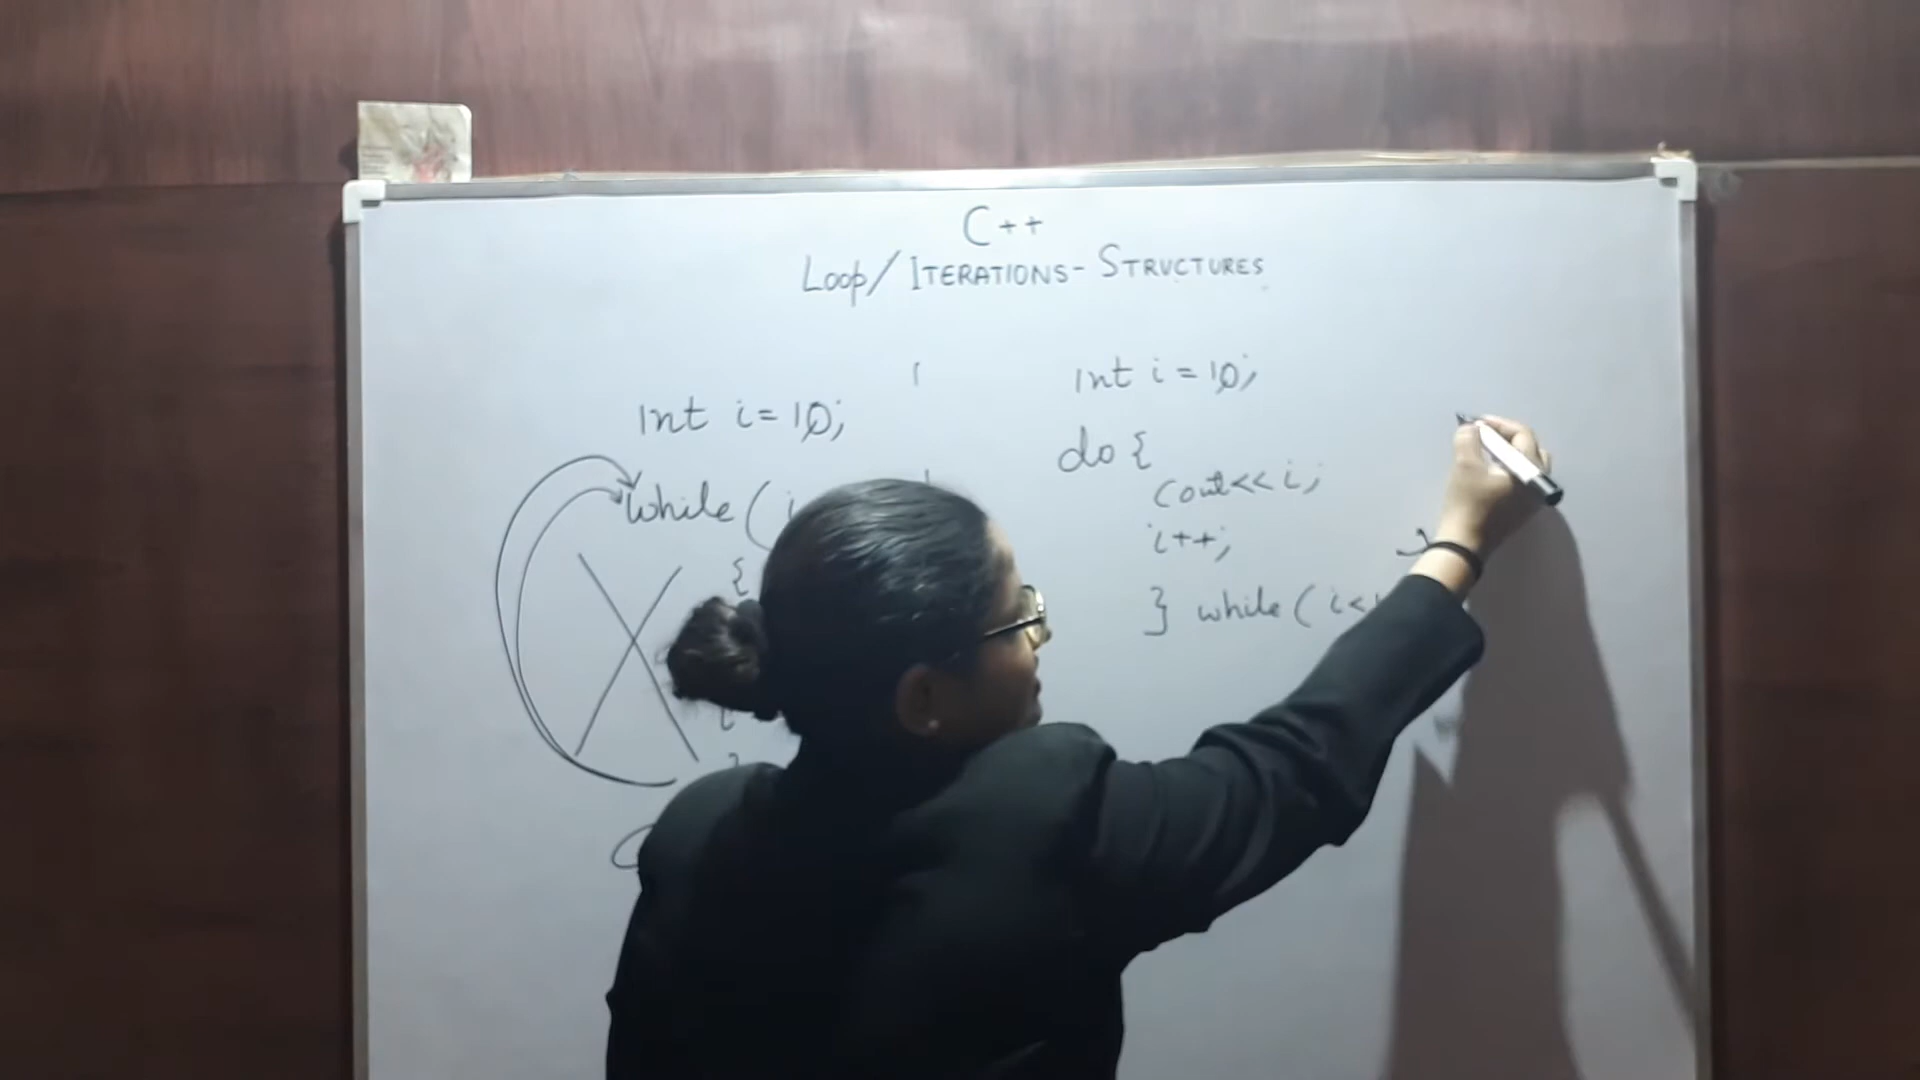 C++
Loop/ ITERATIONS- STRUCTURES
int i = 10;
while (i
{
int i = 10;
do {
cout<< i;
i++;
} while ( i<